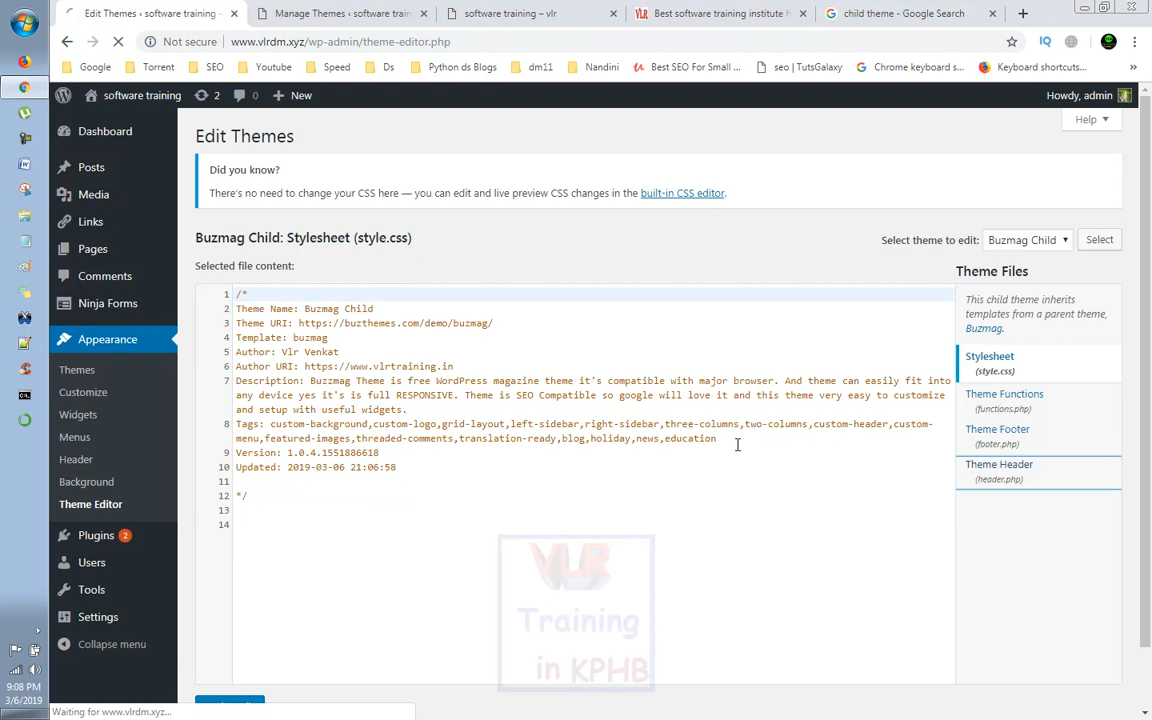 Edit Themes ‹ software training –
Manage Themes ‹ software train
software training – vlr
Best software training institute
child theme - Google Search
Not secure
www.vlrdm.xyz/wp-admin/theme-editor.php
Google
Torrent
SEO
Youtube
Speed
Ds
Python ds Blogs
dm11
Nandini
Best SEO For Small ...
seo | TutsGalaxy
Chrome keyboard s...
Keyboard shortcuts...
software training
2
0
New
Howdy, admin
Help
Dashboard
Posts
Media
Links
Pages
Comments
Ninja Forms
Appearance
Themes
Customize
Widgets
Menus
Header
Background
Theme Editor
Plugins 2
Users
Tools
Settings
Collapse menu
Edit Themes
Did you know?
There's no need to change your CSS here — you can edit and live preview CSS changes in the built-in CSS editor.
Buzmag Child: Stylesheet (style.css)
Select theme to edit: Buzmag Child Select
Selected file content:
1 /*
2 Theme Name: Buzmag Child
3 Theme URI: https://buzthemes.com/demo/buzmag/
4 Template: buzmag
5 Author: Vlr Venkat
6 Author URI: https://www.vlrtraining.in
7 Description: Buzzmag Theme is free WordPress magazine theme it's compatible with major browser. And theme can easily fit into
any device yes it's is full RESPONSIVE. Theme is SEO Compatible so google will love it and this theme very easy to customize
and setup with useful widgets.
8 Tags: custom-background,custom-logo,grid-layout,left-sidebar,right-sidebar,three-columns,two-columns,custom-header,custom-
menu,featured-images,threaded-comments,translation-ready,blog,holiday,news,education
9 Version: 1.0.4.1551886618
10 Updated: 2019-03-06 21:06:58
11
12 */
13
14
Theme Files
This child theme inherits
templates from a parent theme,
Buzmag.
Stylesheet
(style.css)
Theme Functions
(functions.php)
Theme Footer
(footer.php)
Theme Header
(header.php)
VLR
Training
in KPHB
9:08 PM
3/6/2019
Waiting for www.vlrdm.xyz...